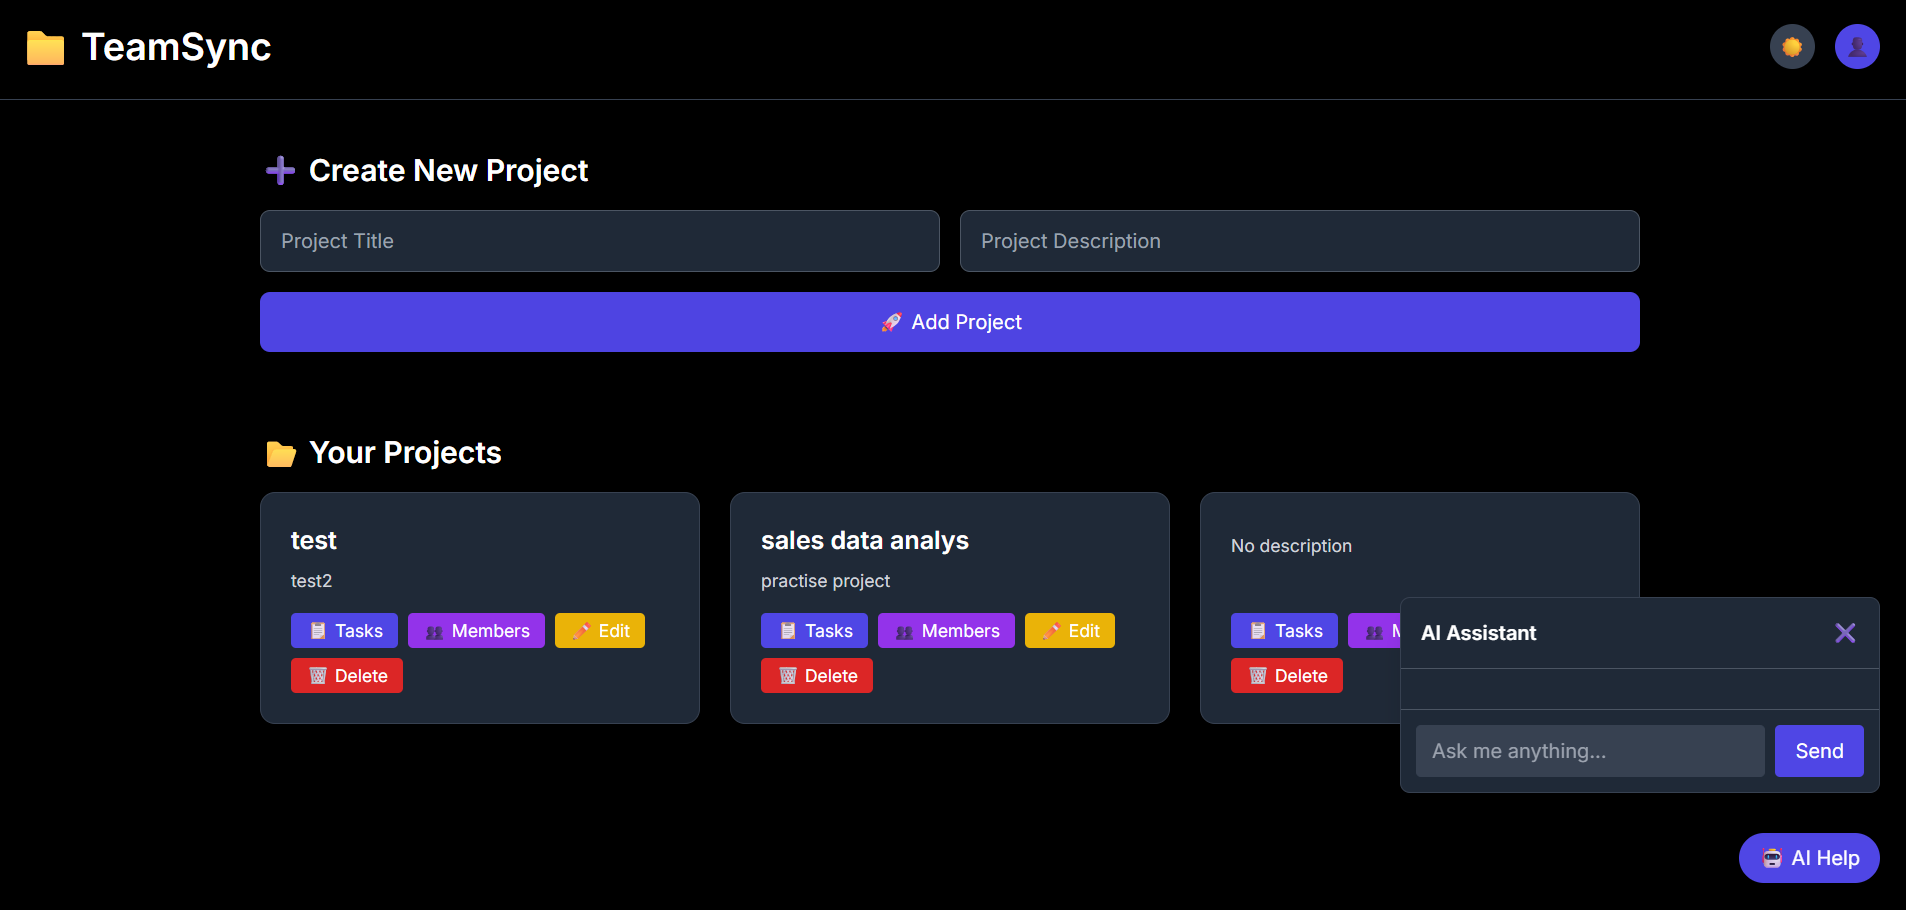 TeamSync
Create New Project
Project Title
Project Description
Add Project
Your Projects
test
test2
Tasks Members Edit
Delete
sales data analys
practise project
Tasks Members Edit
Delete
No description
Tasks
Delete
AI Assistant
Ask me anything...
Send
AI Help